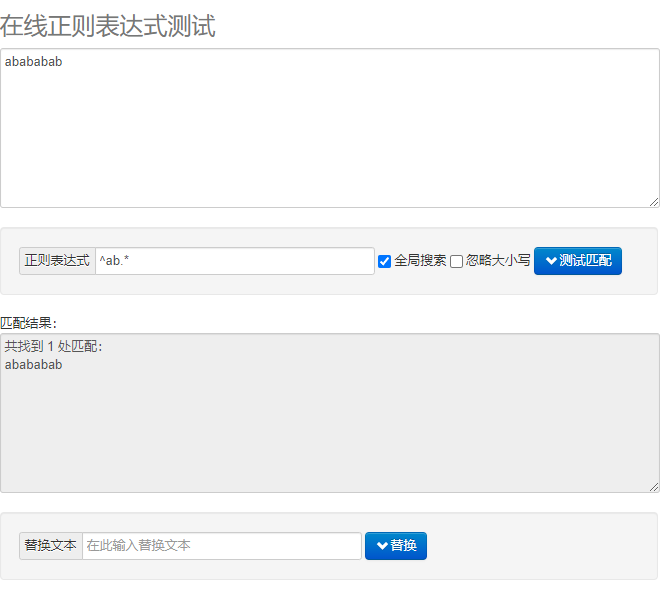 在线正则表达式测试
abababab
正则表达式 ^ab.* 全局搜索 忽略大小写 测试匹配
匹配结果：
共找到 1 处匹配：
abababab
替换文本 在此输入替换文本 替换